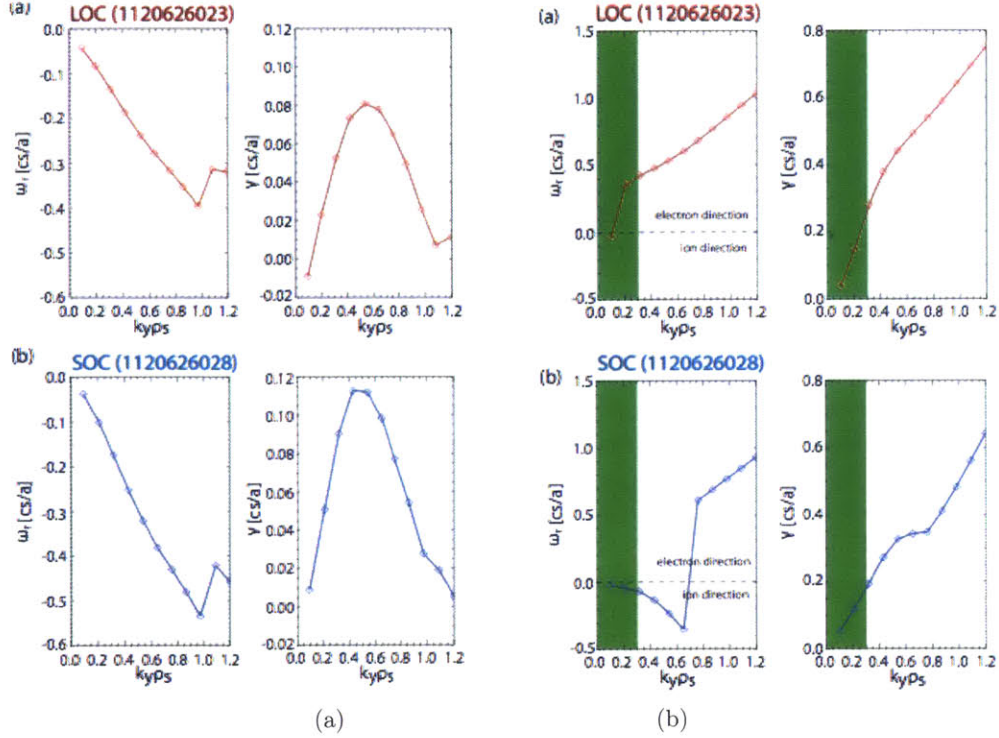 (a) LOC (1120626023)
0.0
-0.1
-0.2
-0.3
-0.4
-0.5
-0.6
ωr [cs/a]
0.0 0.2 0.4 0.6 0.8 1.0 1.2
kyρs
0.12
0.08
0.04
0.00
-0.02
γ [cs/a]
0.0 0.2 0.4 0.6 0.8 1.0 1.2
kyρs
(a) LOC (1120626023)
1.5
1.0
0.5
0.0
-0.5
ωr [cs/a]
electron direction
ion direction
0.0 0.2 0.4 0.6 0.8 1.0 1.2
kyρs
0.8
0.6
0.4
0.2
0.0
γ [cs/a]
0.0 0.2 0.4 0.6 0.8 1.0 1.2
kyρs
(b) SOC (1120626028)
0.0
-0.1
-0.2
-0.3
-0.4
-0.5
-0.6
ωr [cs/a]
0.0 0.2 0.4 0.6 0.8 1.0 1.2
kyρs
0.12
0.08
0.04
0.00
-0.02
γ [cs/a]
0.0 0.2 0.4 0.6 0.8 1.0 1.2
kyρs
(b) SOC (1120626028)
1.5
1.0
0.5
0.0
-0.5
ωr [cs/a]
electron direction
ion direction
0.0 0.2 0.4 0.6 0.8 1.0 1.2
kyρs
0.8
0.6
0.4
0.2
0.0
γ [cs/a]
0.0 0.2 0.4 0.6 0.8 1.0 1.2
kyρs
(a)
(b)